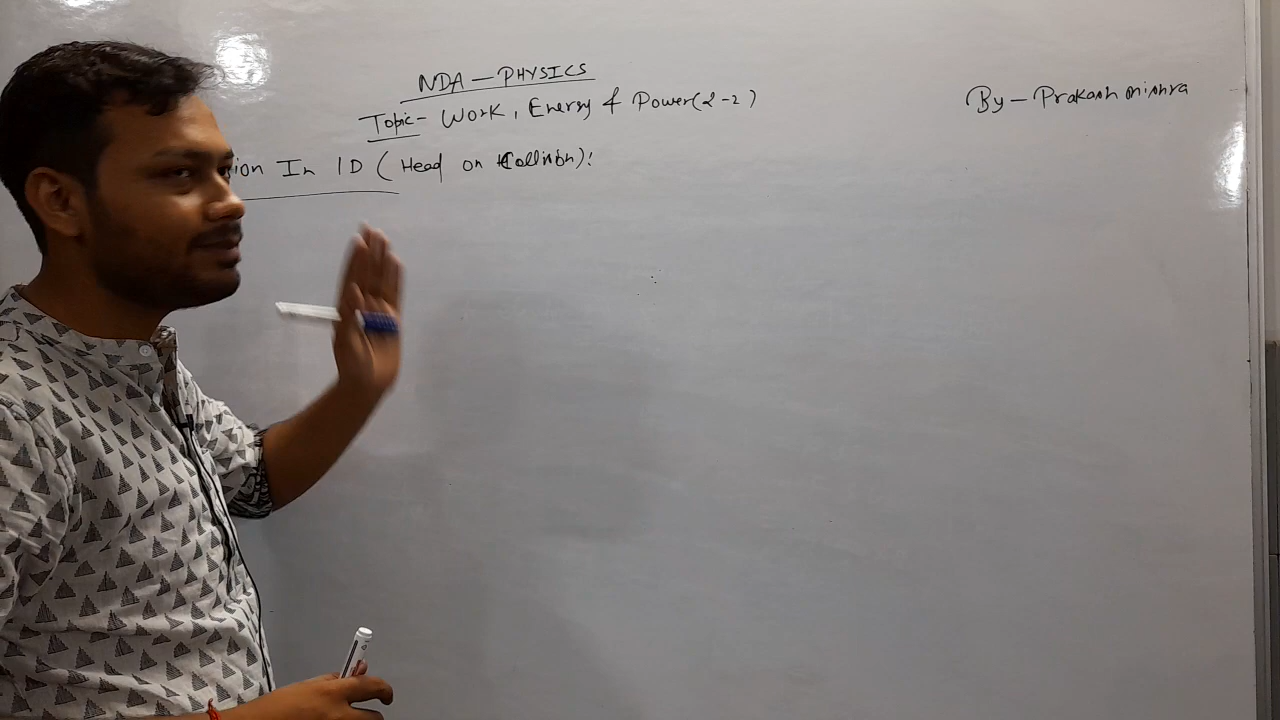 NDA - PHYSICS
Topic - Work, Energy & Power(2-2)
By - Prakash mishra
ion In 1D (Head on Collision):